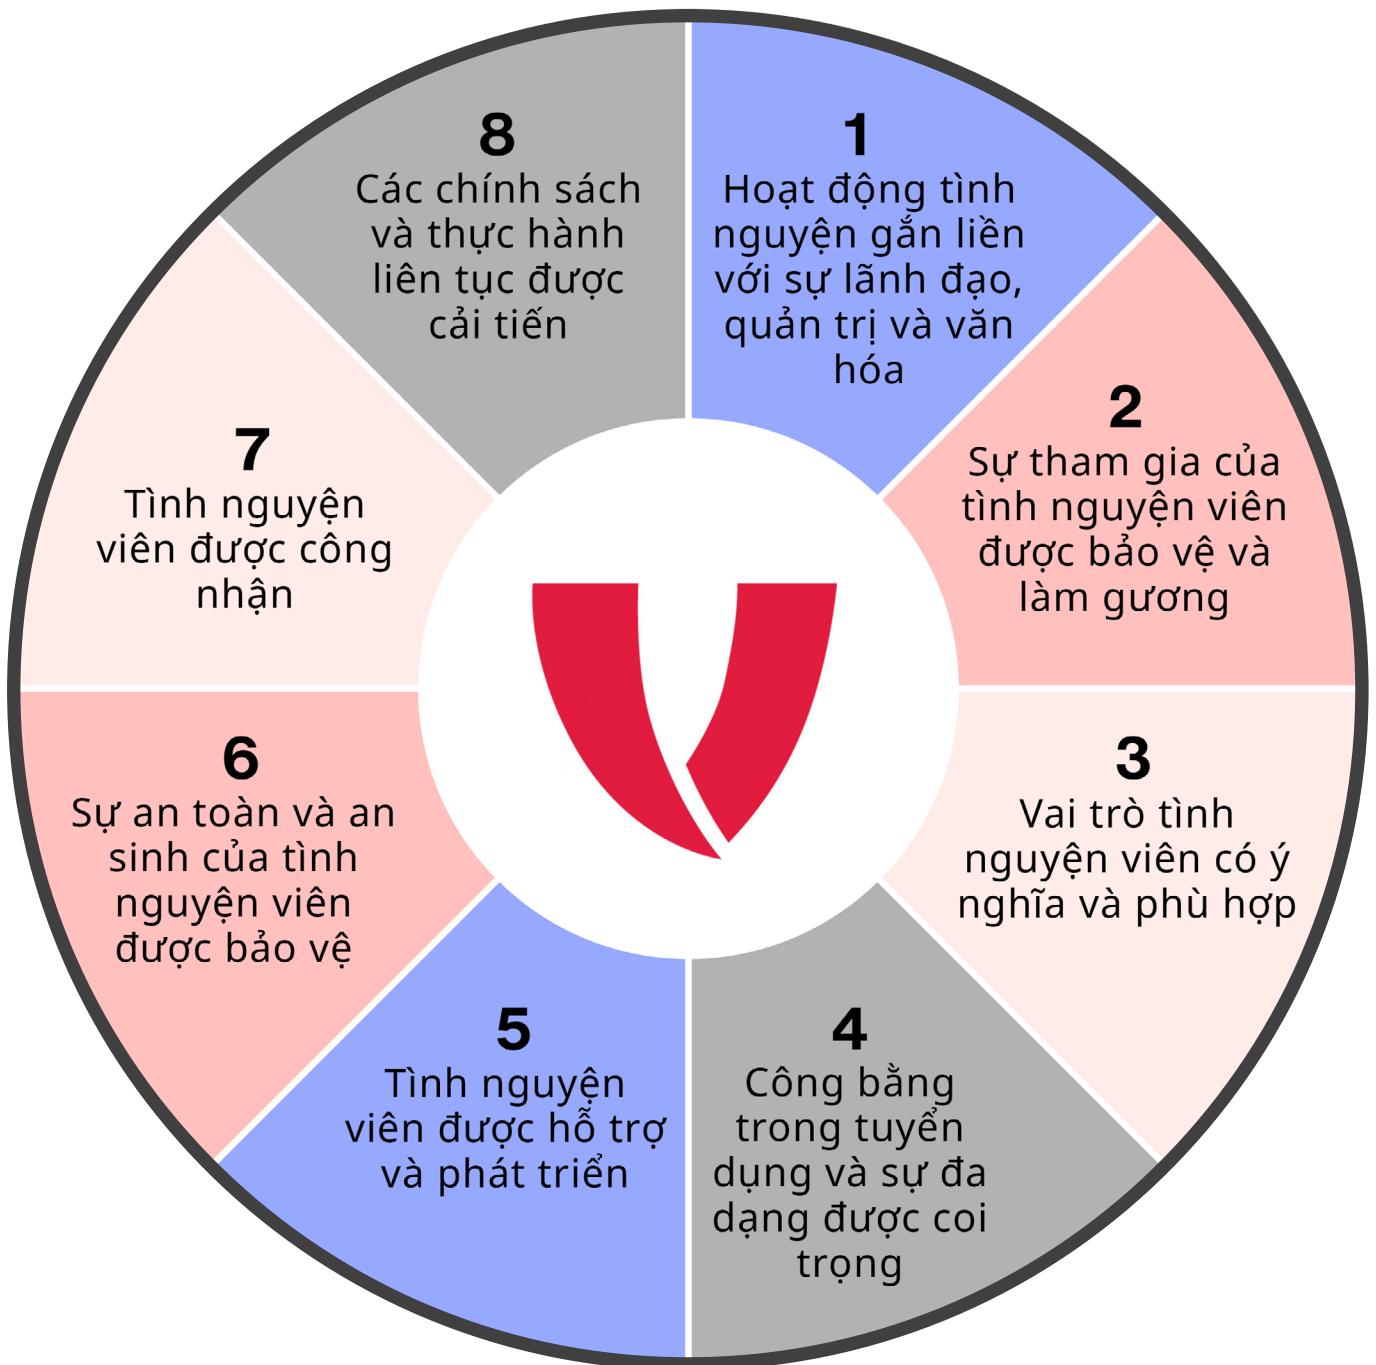 1
Hoạt động tình
nguyện gắn liền
với sự lãnh đạo,
quản trị và văn
hóa
2
Sự tham gia của
tình nguyện viên
được bảo vệ và
làm gương
3
Vai trò tình
nguyện viên có ý
nghĩa và phù hợp
4
Công bằng
trong tuyển
dụng và sự đa
dạng được coi
trọng
5
Tình nguyện
viên được hỗ trợ
và phát triển
6
Sự an toàn và an
sinh của tình
nguyện viên
được bảo vệ
7
Tình nguyện
viên được công
nhận
8
Các chính sách
và thực hành
liên tục được
cải tiến